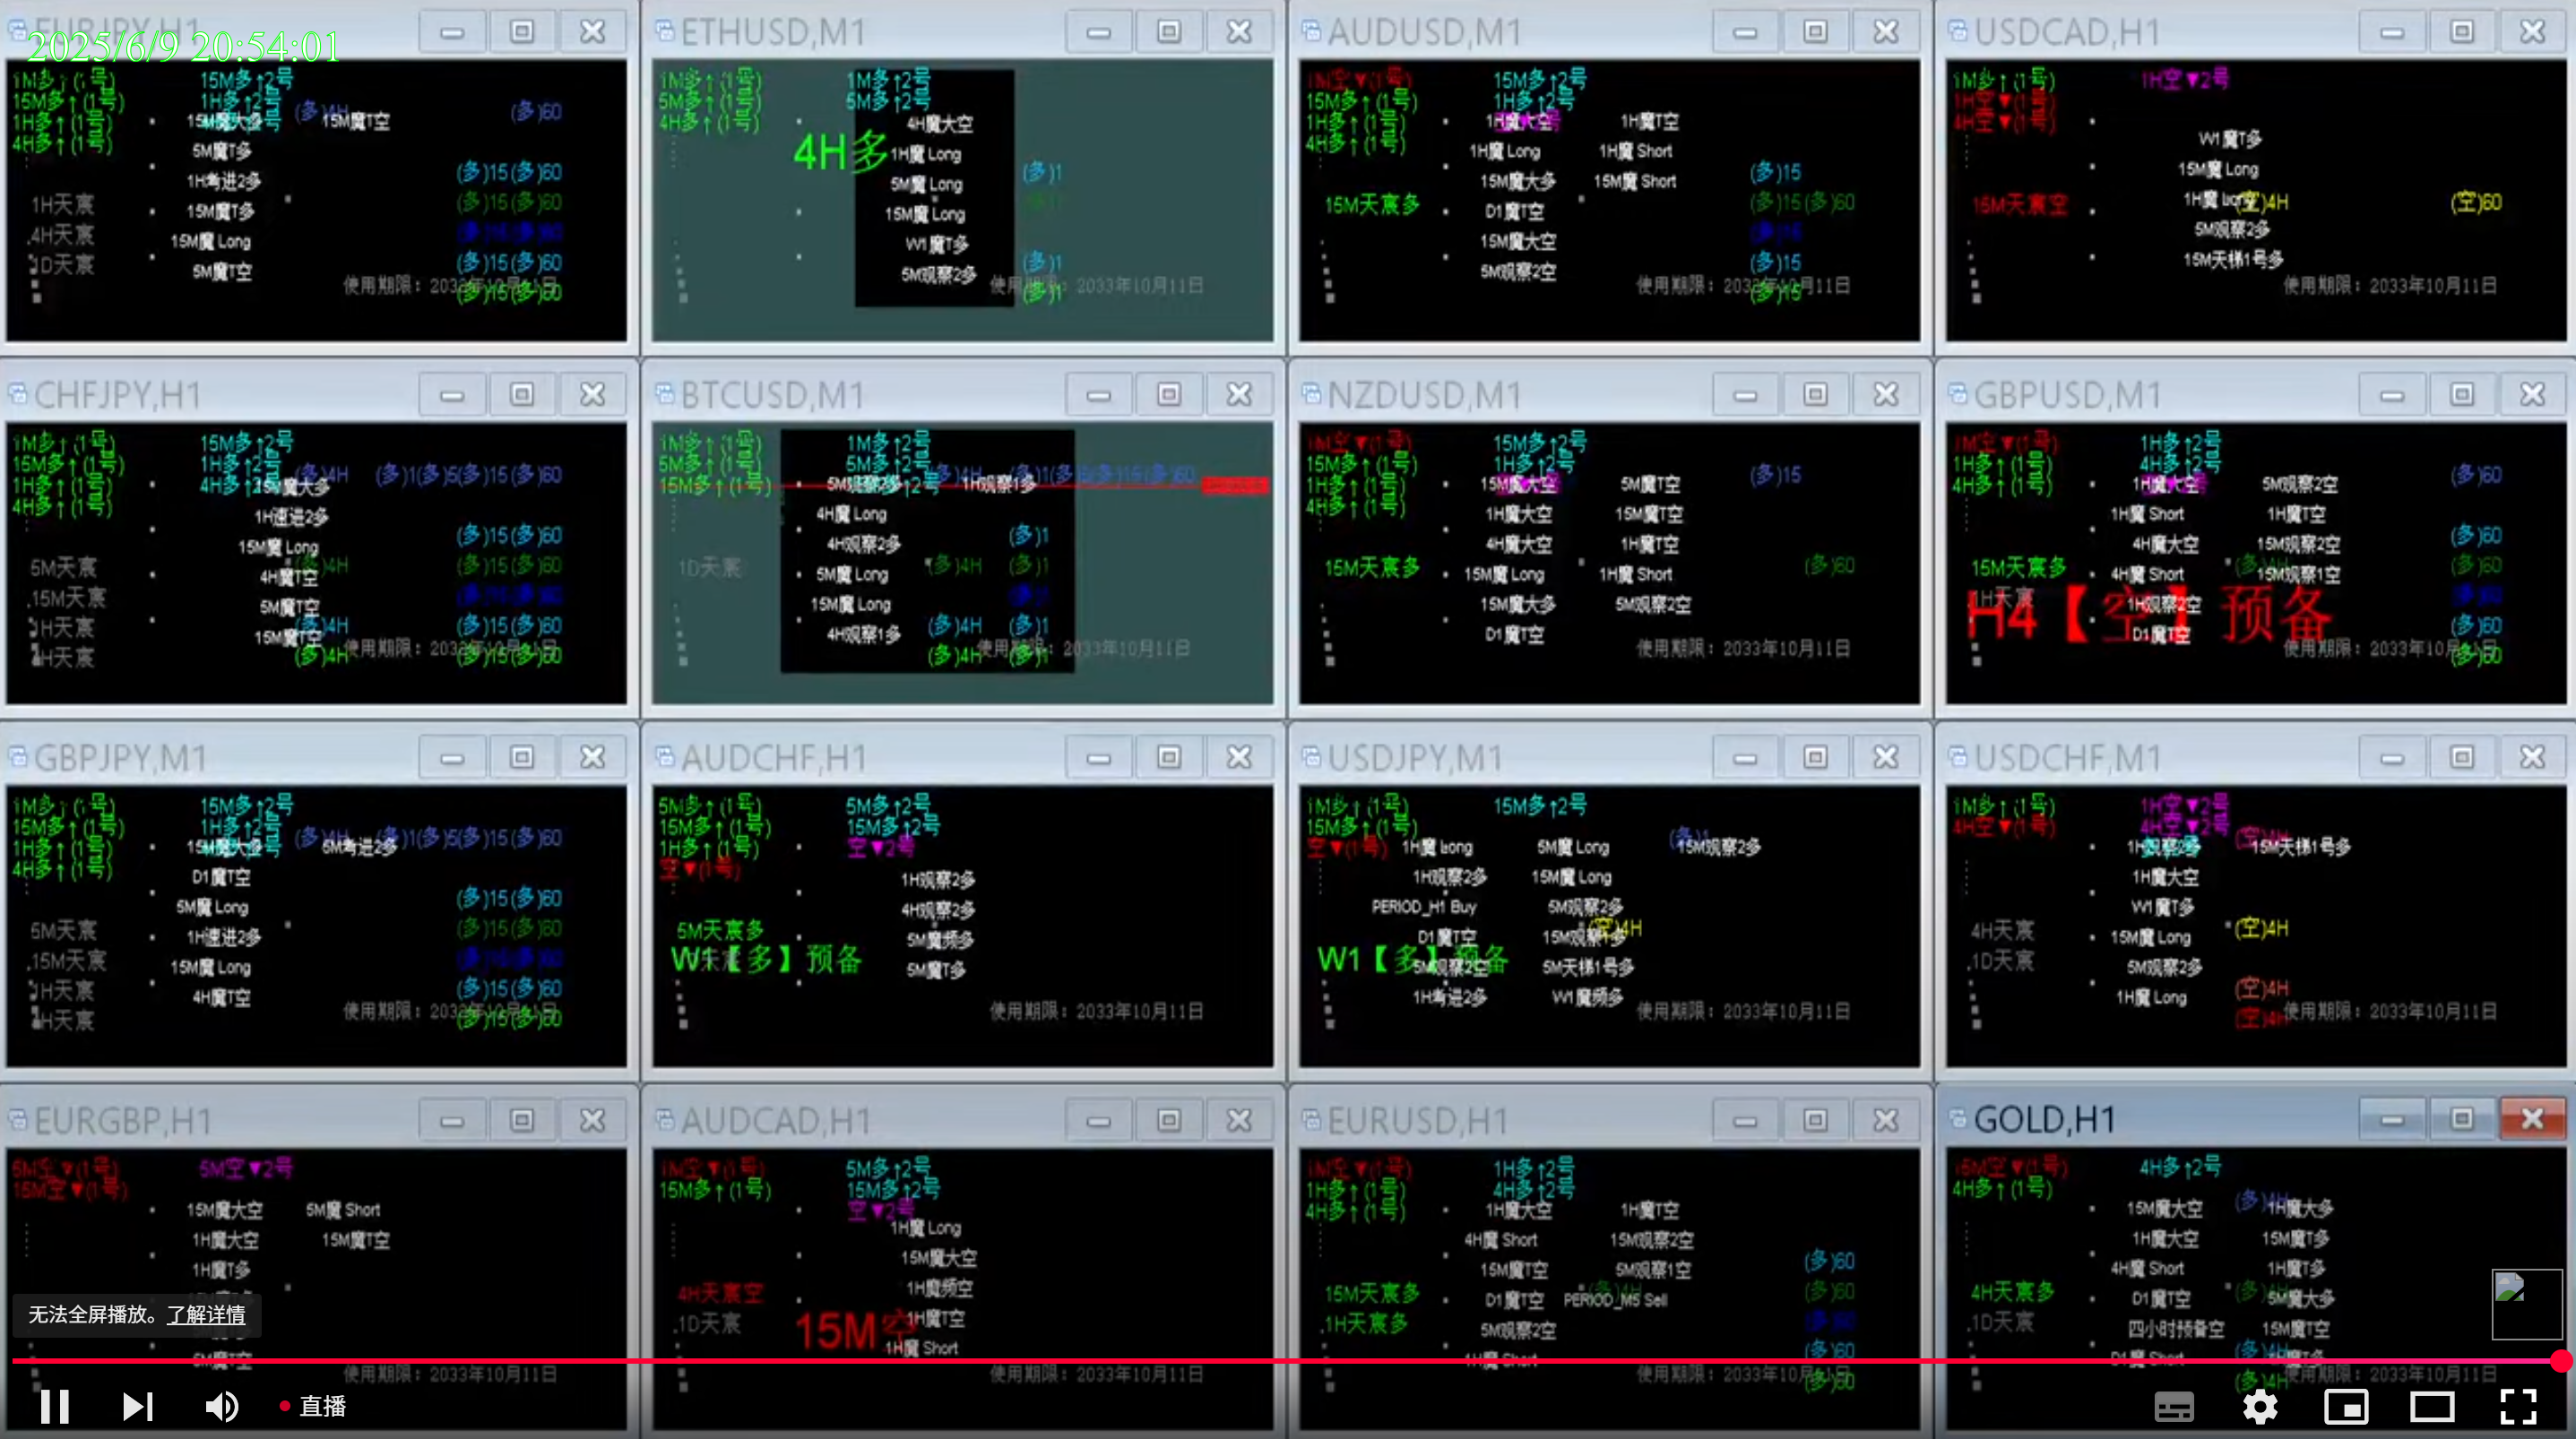 EURJPY,H1
2025/6/9 20:54:01
1M多↑(1号) 15M多↑2号
15M多↑(1号) 1H多↑2号
1H多↑(1号) 15M魔大多 (多)4H 15M魔T空 (多)60
4H多↑(1号)
5M魔T多
1H考进2多 (多)15(多)60
1H天宸 15M魔T多 (多)15(多)60
4H天宸 15M魔 Long
1D天宸 5M魔T空 (多)15(多)60
使用期限：2033年10月11日
(多)15(多)60
ETHUSD,M1
1M多↑(1号) 1M多↑2号
5M多↑(1号) 5M多↑2号
4H多↑(1号) 4H魔大空
4H多 1H魔 Long
5M魔 Long (多)1
15M魔 Long
W1魔T多
5M观察2多 (多)1
使用期限：2033年10月11日
(多)1
AUDUSD,M1
1M空▼(1号) 15M多↑2号
15M多↑(1号) 1H多↑2号
1H多↑(1号) 1H魔大空 1H魔T空
4H多↑(1号) 1H魔 Long 1H魔 Short
15M魔大多 15M魔 Short (多)15
15M天宸多 D1魔T空 (多)15(多)60
15M魔大空
5M观察2空 (多)15
使用期限：2033年10月11日
(多)15
USDCAD,H1
1M多↑(1号) 1H空▼2号
1H空▼(1号)
4H空▼(1号)
W1魔T多
15M魔 Long
15M天宸空 1H魔 Long (空)4H (空)60
5M观察2多
15M天梯1号多
使用期限：2033年10月11日
CHFJPY,H1
1M多↑(1号) 15M多↑2号
15M多↑(1号) 1H多↑2号 (多)4H (多)1(多)5(多)15(多)60
1H多↑(1号) 4H多↑2号 15M魔大多
4H多↑(1号)
1H速进2多
15M魔 Long (多)15(多)60
5M天宸 4H魔T空 (多)4H (多)15(多)60
15M天宸 5M魔T空
1H天宸 15M魔T空 (多)4H (多)15(多)60
4H天宸 (多)4H 使用期限：2033年10月11日 (多)15(多)60
BTCUSD,M1
1M多↑(1号) 1M多↑2号
5M多↑(1号) 5M多↑2号 (多)4H (多)1(多)5(多)15(多)60
15M多↑(1号) 5M观察2多 1H观察1多
4H魔 Long
4H观察2多 (多)1
1D天宸 5M魔 Long (多)4H (多)1
15M魔 Long
4H观察1多 (多)4H (多)1
使用期限：2033年10月11日
(多)4H (多)1
NZDUSD,M1
1M空▼(1号) 15M多↑2号
15M多↑(1号) 1H多↑2号 (多)15
1H多↑(1号) 15M魔大空 5M魔T空
4H多↑(1号) 1H魔大空 15M魔T空
4H魔大空 1H魔T空
15M天宸多 15M魔 Long 1H魔 Short (多)60
15M魔大多 5M观察2空
D1魔T空
使用期限：2033年10月11日
GBPUSD,M1
1M空▼(1号) 1H多↑2号
1H多↑(1号) 4H多↑2号 (多)60
4H多↑(1号) 1H魔大空 5M观察2空
1H魔 Short 1H魔T空
4H魔大空 15M观察2空 (多)60
15M天宸多 4H魔 Short 15M观察1空 (多)60
1H天宸 1H观察2空
H4【空】预备
D1魔T空 (多)60
使用期限：2033年10月11日
(多)60
GBPJPY,M1
1M多↑(1号) 15M多↑2号
15M多↑(1号) 1H多↑2号
1H多↑(1号) 15M魔大多 (多)4H 5M考进2多 (多)1(多)5(多)15(多)60
4H多↑(1号) D1魔T空
5M魔 Long (多)15(多)60
5M天宸 1H速进2多 (多)15(多)60
15M天宸 15M魔 Long
1H天宸 4H魔T空 (多)15(多)60
4H天宸 使用期限：2033年10月11日 (多)15(多)60
AUDCHF,H1
5M多↑(1号) 5M多↑2号
15M多↑(1号) 15M多↑2号
1H多↑(1号) 空▼2号
空▼(1号) 1H观察2多
4H观察2多
5M天宸多 5M魔频多
W1【多】预备 5M魔T多
使用期限：2033年10月11日
USDJPY,M1
1M多↑(1号) 15M多↑2号
15M多↑(1号)
空▼(1号) 1H魔 Long 5M魔 Long (多)1 15M观察2多
1H观察2多 15M魔 Long
PERIOD_H1 Buy 5M观察2多
D1魔T空 15M观察1多 (空)4H
W1【多】预备 5M观察2空 5M天梯1号多
1H考进2多 W1魔频多
使用期限：2033年10月11日
USDCHF,M1
1M多↑(1号) 1H空▼2号
4H空▼(1号) 4H空▼2号 (空)4H
1H观察2多 15M天梯1号多
1H魔大空
W1魔T多
4H天宸 15M魔 Long (空)4H
1D天宸 5M观察2多
1H魔 Long (空)4H
(空)4H 使用期限：2033年10月11日
EURGBP,H1
5M空▼(1号) 5M空▼2号
15M空▼(1号)
15M魔大空 5M魔 Short
1H魔大空 15M魔T空
1H魔T多
无法全屏播放。了解详情
5M魔T空
使用期限：2033年10月11日
AUDCAD,H1
1M空▼(1号) 5M多↑2号
15M多↑(1号) 15M多↑2号
空▼2号
1H魔 Long
15M魔大空
4H天宸空 1H魔频空
1D天宸 15M空 1H魔T空
1H魔 Short
使用期限：2033年10月11日
EURUSD,H1
1M空▼(1号) 1H多↑2号
1H多↑(1号) 4H多↑2号
4H多↑(1号) 1H魔大空 1H魔T空
4H魔 Short 15M观察2空
15M魔T空 5M观察1空 (多)60
15M天宸多 D1魔T空 PERIOD_M5 Sell (多)60
1H天宸多 5M观察2空
1H魔 Short (多)60
使用期限：2033年10月11日
(多)60
GOLD,H1
15M空▼(1号) 4H多↑2号
4H多↑(1号) 15M魔大空 (多)4H 1H魔大多
1H魔大空 15M魔T多
4H魔 Short 1H魔T多
4H天宸多 D1魔T空 (多)4H 5M魔大多
1D天宸 四小时预备空 15M魔T空
D1魔 Short (多)4H
(多)4H 使用期限：2033年10月11日
直播